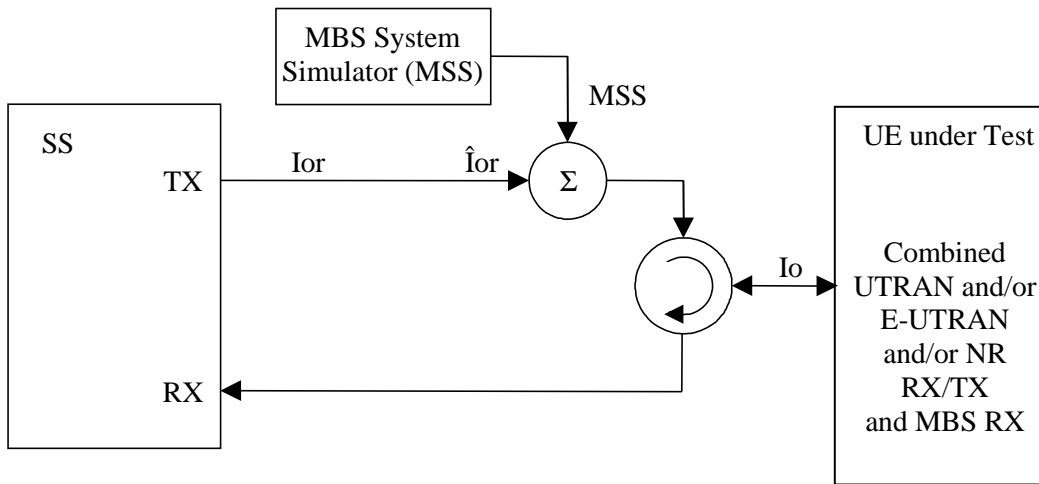 MBS System
Simulator (MSS)
MSS
SS
TX
Ior
Îor
Σ
UE under Test
Io
Combined
UTRAN and/or
E-UTRAN
and/or NR
RX/TX
and MBS RX
RX